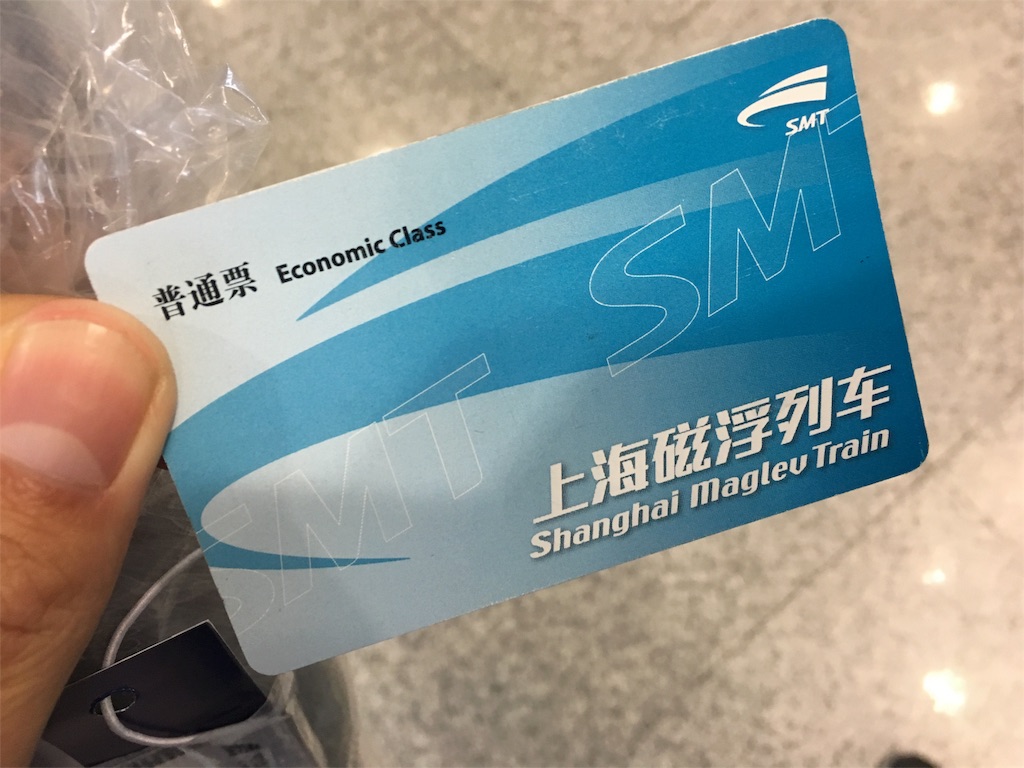 SMT
普通票 Economic Class
SMT
SMT
上海磁浮列车
Shanghai Maglev Train